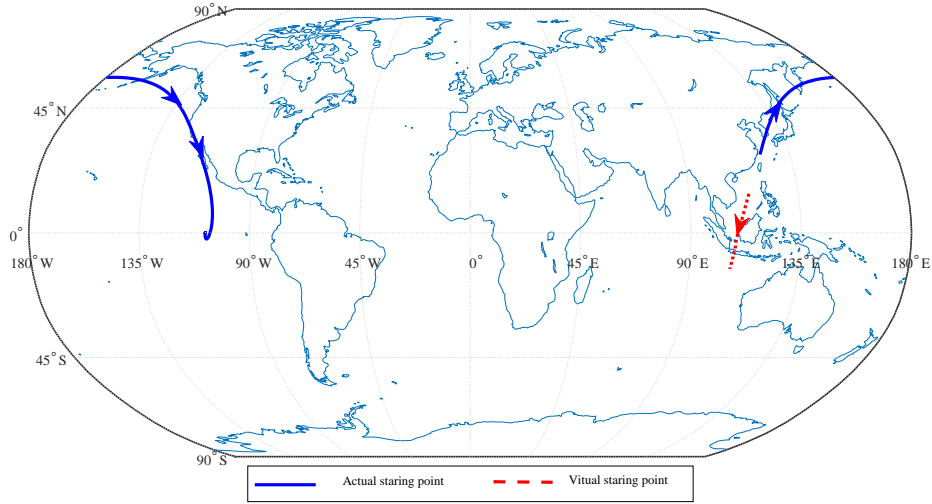 90°N
45°N
0°
180°W
135°W
90°W
45°W
0°
45°E
90°E
135°E
180°E
45°S
90°S
Actual staring point
Vitual staring point